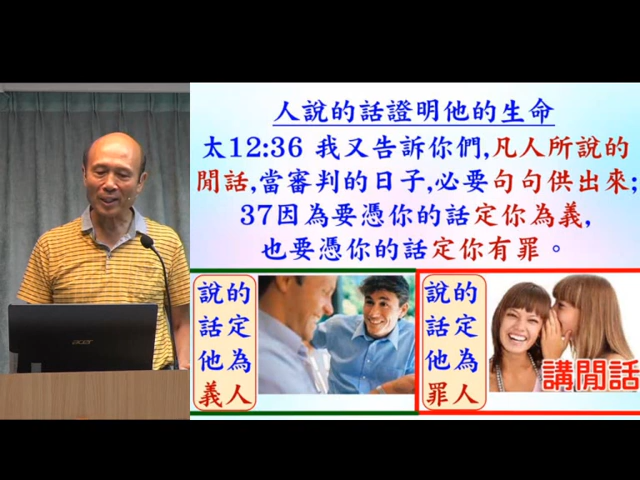 人說的話證明他的生命
太12:36 我又告訴你們,凡人所說的
閒話,當審判的日子,必要句句供出來;
37因為要憑你的話定你為義,
也要憑你的話定你有罪。
說的
話定
他為
義人
說的
話定
他為
罪人
講閒話
acer